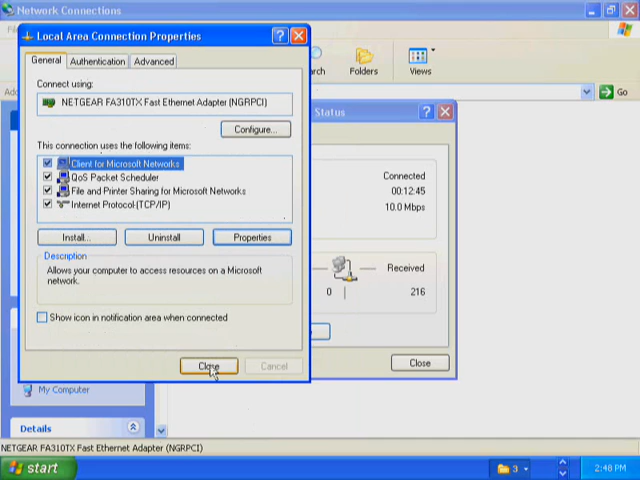 Network Connections
Local Area Connection Properties
General
Authentication
Advanced
Connect using:
NETGEAR FA310TX Fast Ethernet Adapter (NGRPCI)
Configure...
This connection uses the following items:
Client for Microsoft Networks
QoS Packet Scheduler
File and Printer Sharing for Microsoft Networks
Internet Protocol (TCP/IP)
Install...
Uninstall
Properties
Description
Allows your computer to access resources on a Microsoft
network.
Show icon in notification area when connected
Close
Cancel
Folders
Views
Go
Status
Connected
00:12:45
10.0 Mbps
Received
0
216
Close
My Computer
Details
NETGEAR FA310TX Fast Ethernet Adapter (NGRPCI)
start
3
2:48 PM